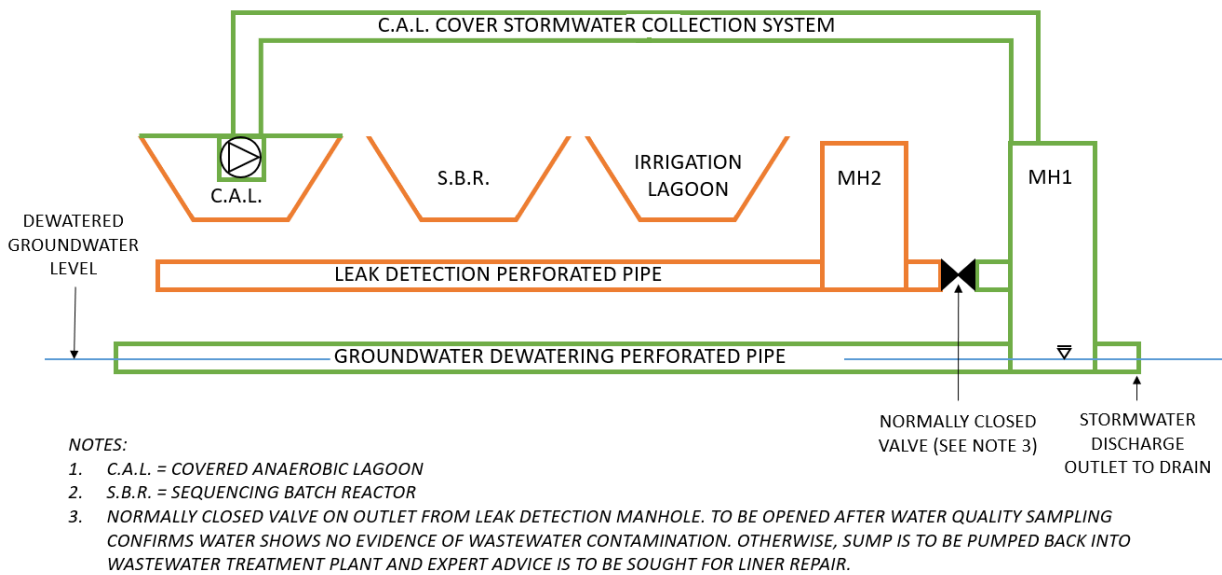 C.A.L. COVER STORMWATER COLLECTION SYSTEM
C.A.L.
S.B.R.
IRRIGATION
LAGOON
MH2
MH1
DEWATERED
GROUNDWATER
LEVEL
LEAK DETECTION PERFORATED PIPE
GROUNDWATER DEWATERING PERFORATED PIPE
NORMALLY CLOSED
VALVE (SEE NOTE 3)
STORMWATER
DISCHARGE
OUTLET TO DRAIN
NOTES:
1. C.A.L. = COVERED ANAEROBIC LAGOON
2. S.B.R. = SEQUENCING BATCH REACTOR
3. NORMALLY CLOSED VALVE ON OUTLET FROM LEAK DETECTION MANHOLE. TO BE OPENED AFTER WATER QUALITY SAMPLING
CONFIRMS WATER SHOWS NO EVIDENCE OF WASTEWATER CONTAMINATION. OTHERWISE, SUMP IS TO BE PUMPED BACK INTO
WASTEWATER TREATMENT PLANT AND EXPERT ADVICE IS TO BE SOUGHT FOR LINER REPAIR.